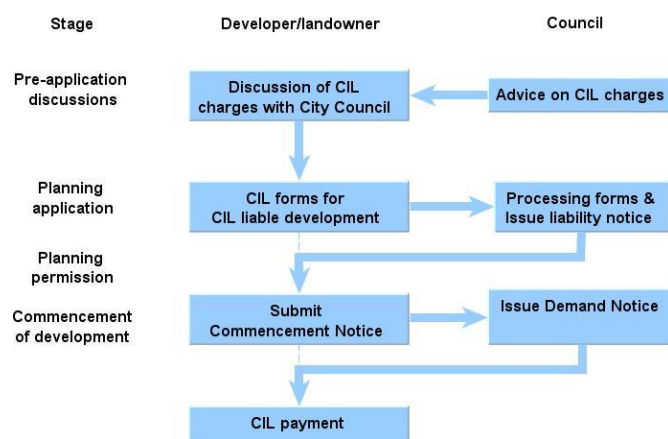 Stage
Developer/landowner
Council
Pre-application
discussions
Discussion of CIL
charges with City Council
Advice on CIL charges
Planning
application
CIL forms for
CIL liable development
Processing forms &
Issue liability notice
Planning
permission
Commencement
of development
Submit
Commencement Notice
Issue Demand Notice
CIL payment